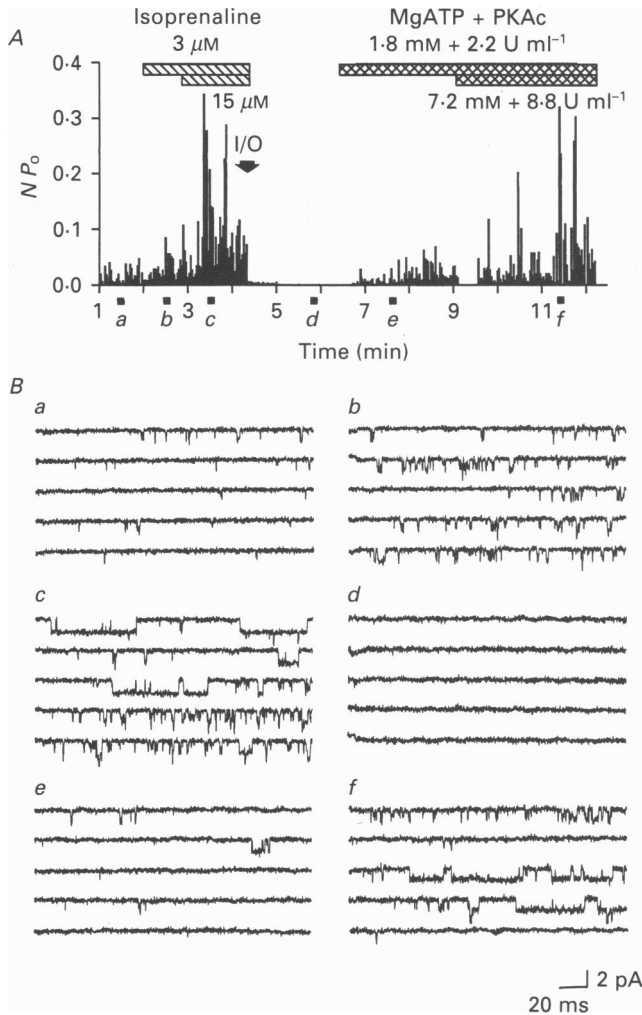 A
Isoprenaline
3 µM
15 µM
MgATP + PKAc
1·8 mM + 2·2 U ml⁻¹
7·2 mM + 8·8 U ml⁻¹
I/O
N Pₒ
0·4
0·3
0·2
0·1
0·0
1 3 5 7 9 11
a b c d e f
Time (min)
B
a
b
c
d
e
f
2 pA
20 ms